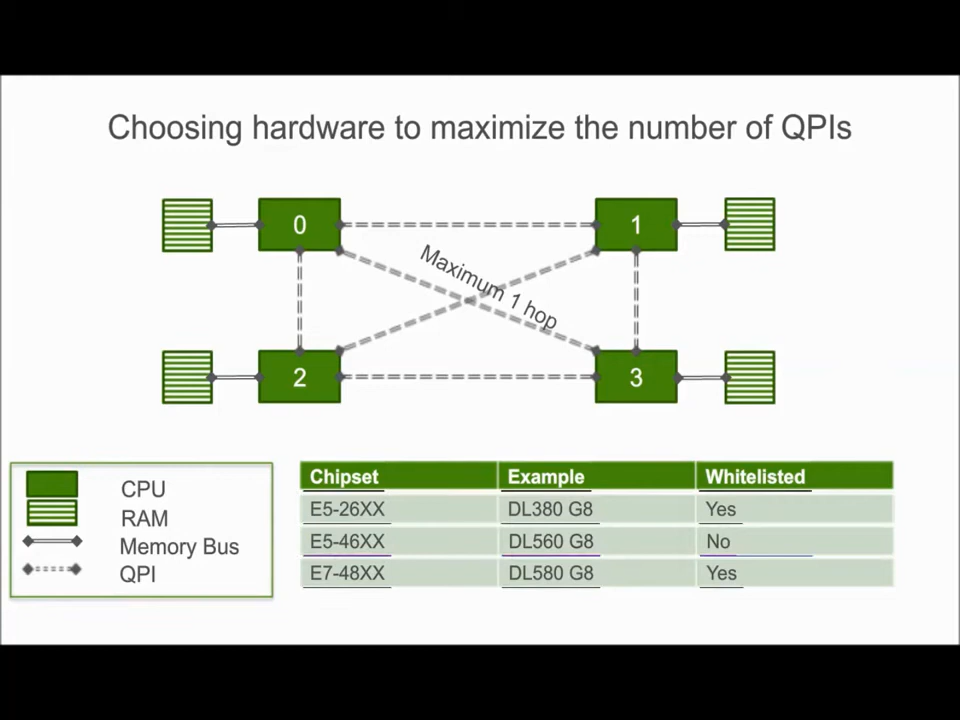 Choosing hardware to maximize the number of QPIs
0
1
Maximum 1 hop
2
3
CPU
RAM
Memory Bus
QPI
Chipset Example Whitelisted
E5-26XX DL380 G8 Yes
E5-46XX DL560 G8 No
E7-48XX DL580 G8 Yes